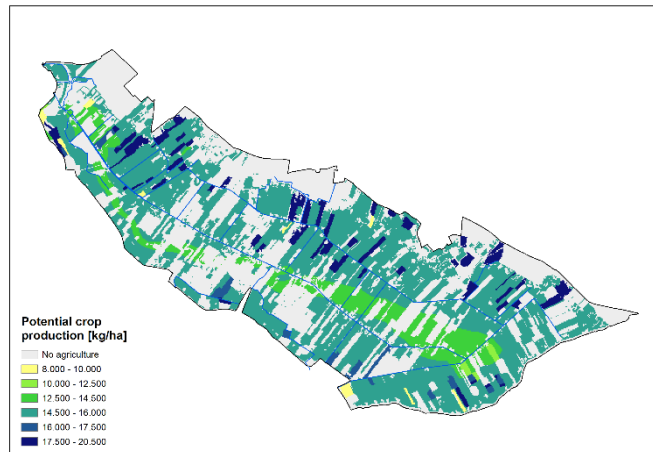 Potential crop
production [kg/ha]
No agriculture
8.000 - 10.000
10.000 - 12.500
12.500 - 14.500
14.500 - 16.000
16.000 - 17.500
17.500 - 20.500